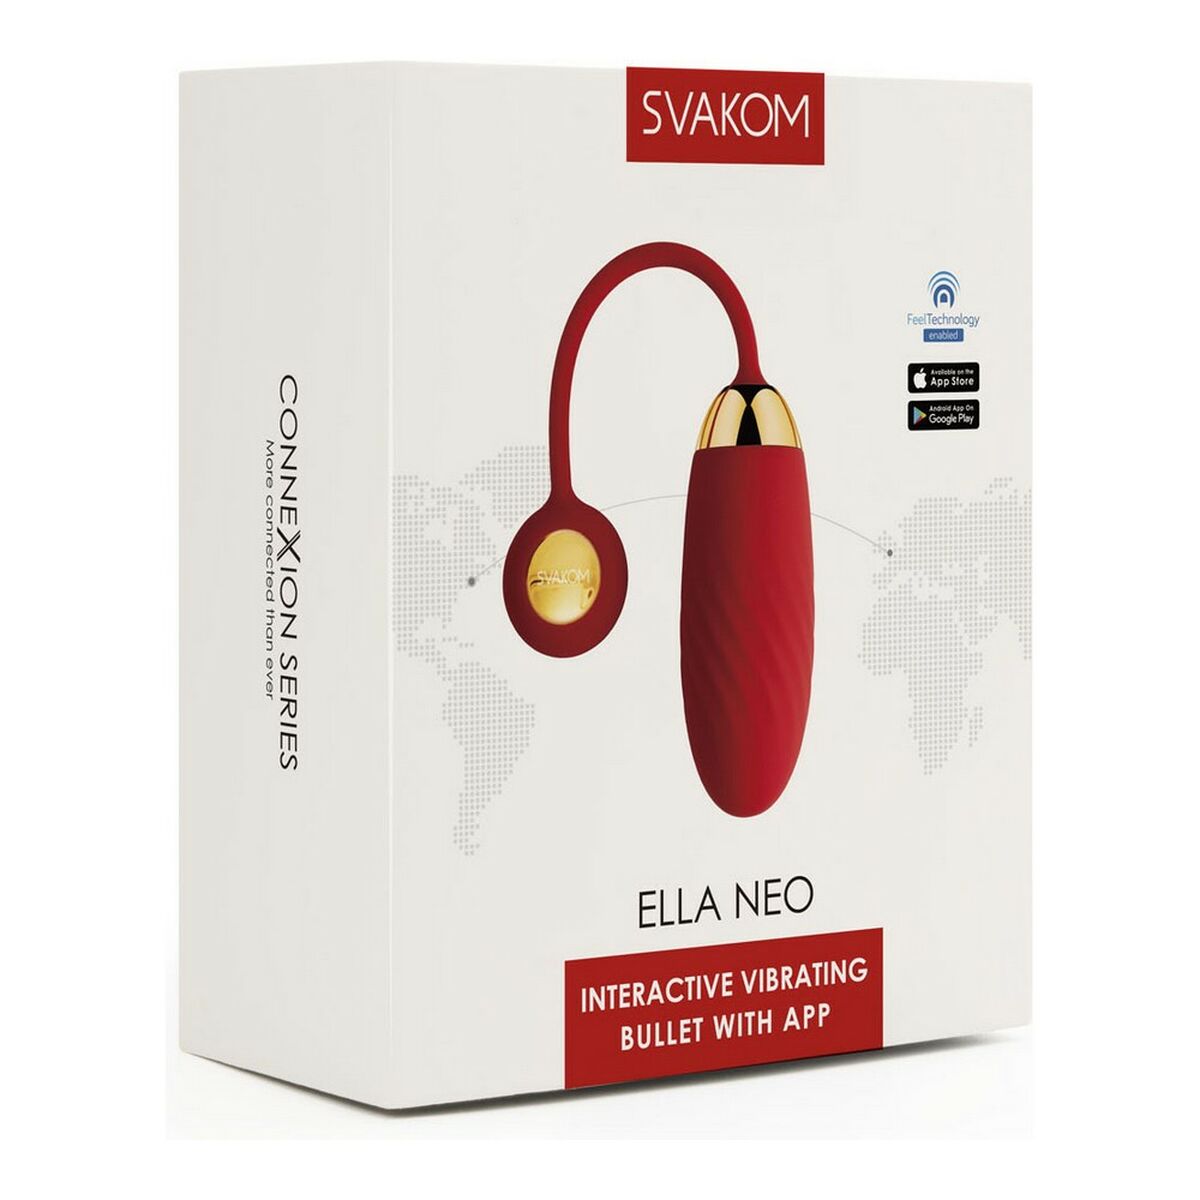 SVAKOM
FeelTechnology
enabled
Available on the
App Store
Android App On
Google Play
SVAKOM
CONNEXION SERIES
More connected than ever
ELLA NEO
INTERACTIVE VIBRATING
BULLET WITH APP